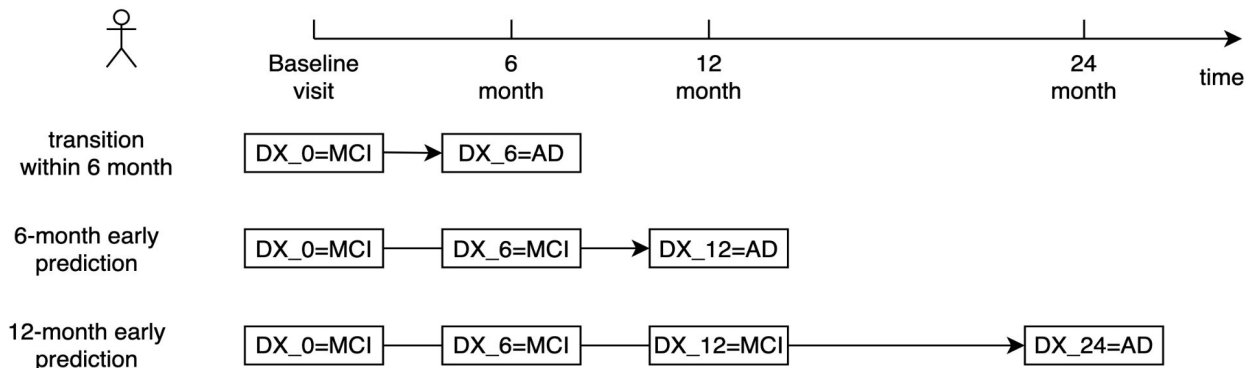 Baseline
visit
6
month
12
month
24
month
time
transition
within 6 month
DX_0=MCI
DX_6=AD
6-month early
prediction
DX_0=MCI
DX_6=MCI
DX_12=AD
12-month early
prediction
DX_0=MCI
DX_6=MCI
DX_12=MCI
DX_24=AD